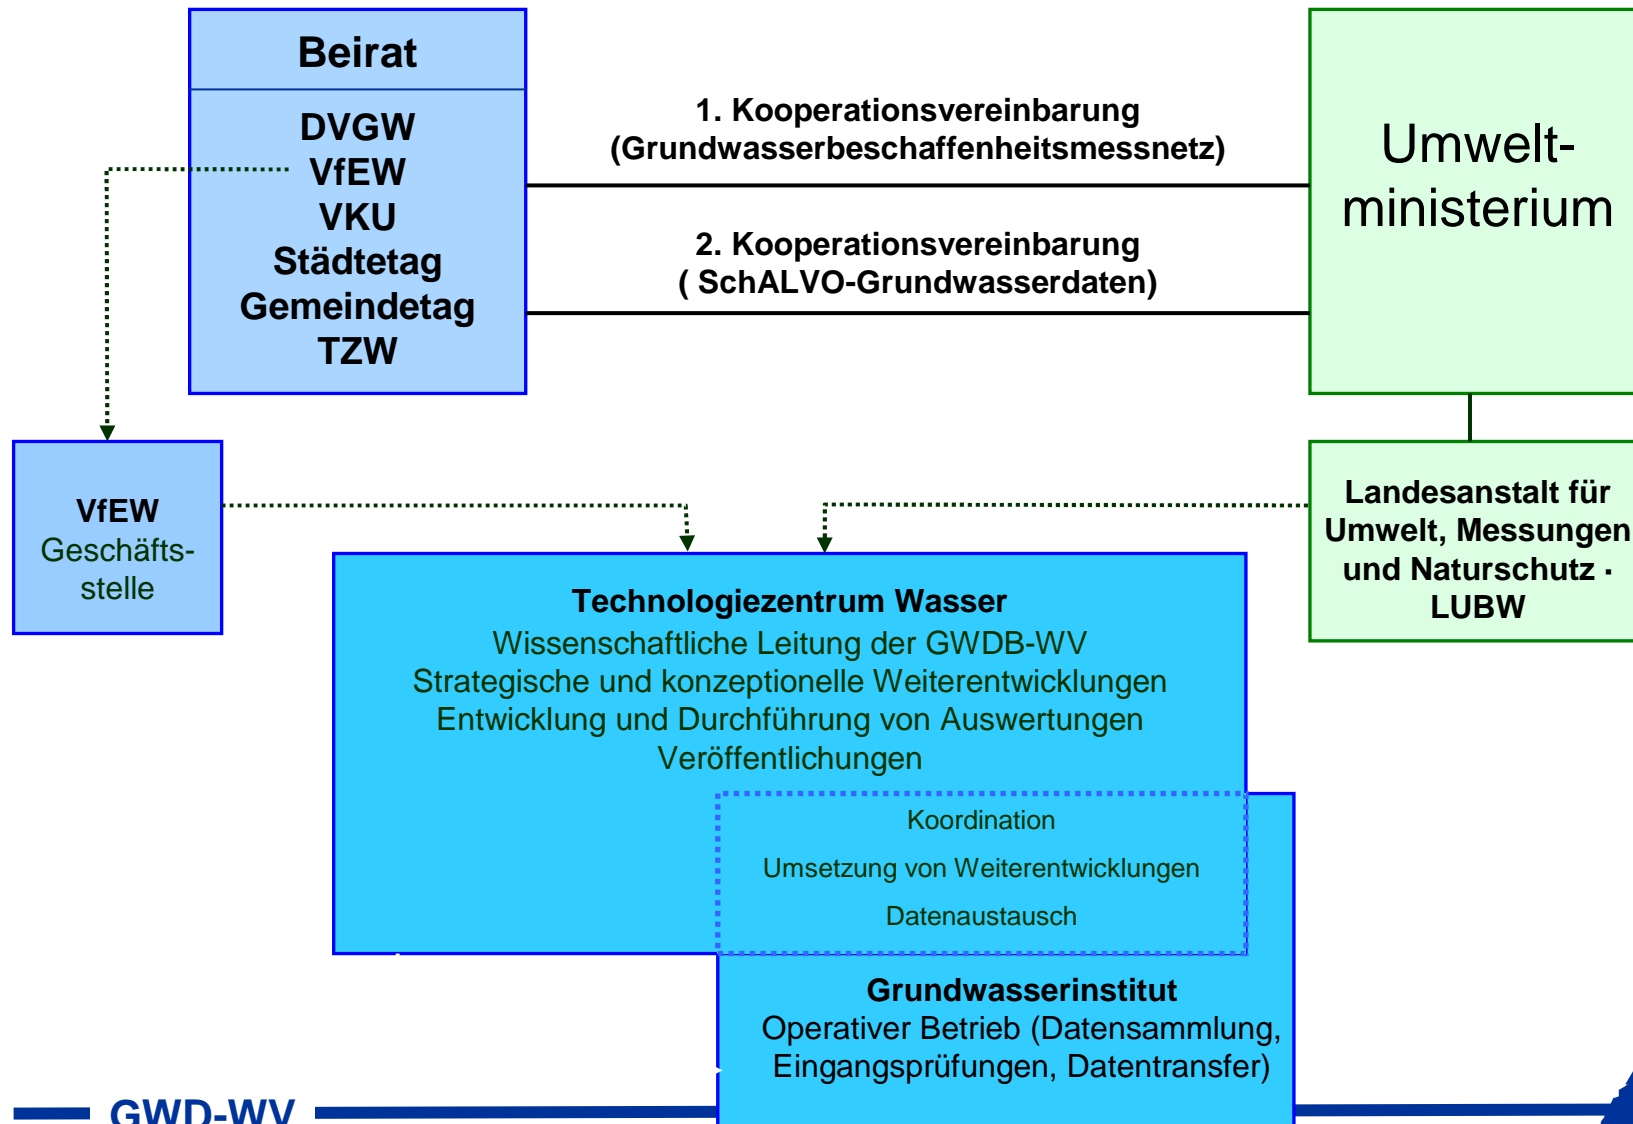 Beirat
DVGW
VfEW
VKU
Städtetag
Gemeindetag
TZW
1. Kooperationsvereinbarung
(Grundwasserbeschaffenheitsmessnetz)
2. Kooperationsvereinbarung
( SchALVO-Grundwasserdaten)
Umwelt-
ministerium
VfEW
Geschäfts-
stelle
Landesanstalt für
Umwelt, Messungen
und Naturschutz -
LUBW
Technologiezentrum Wasser
Wissenschaftliche Leitung der GWDB-WV
Strategische und konzeptionelle Weiterentwicklungen
Entwicklung und Durchführung von Auswertungen
Veröffentlichungen
Koordination
Umsetzung von Weiterentwicklungen
Datenaustausch
Grundwasserinstitut
Operativer Betrieb (Datensammlung,
Eingangsprüfungen, Datentransfer)
GWD-WV